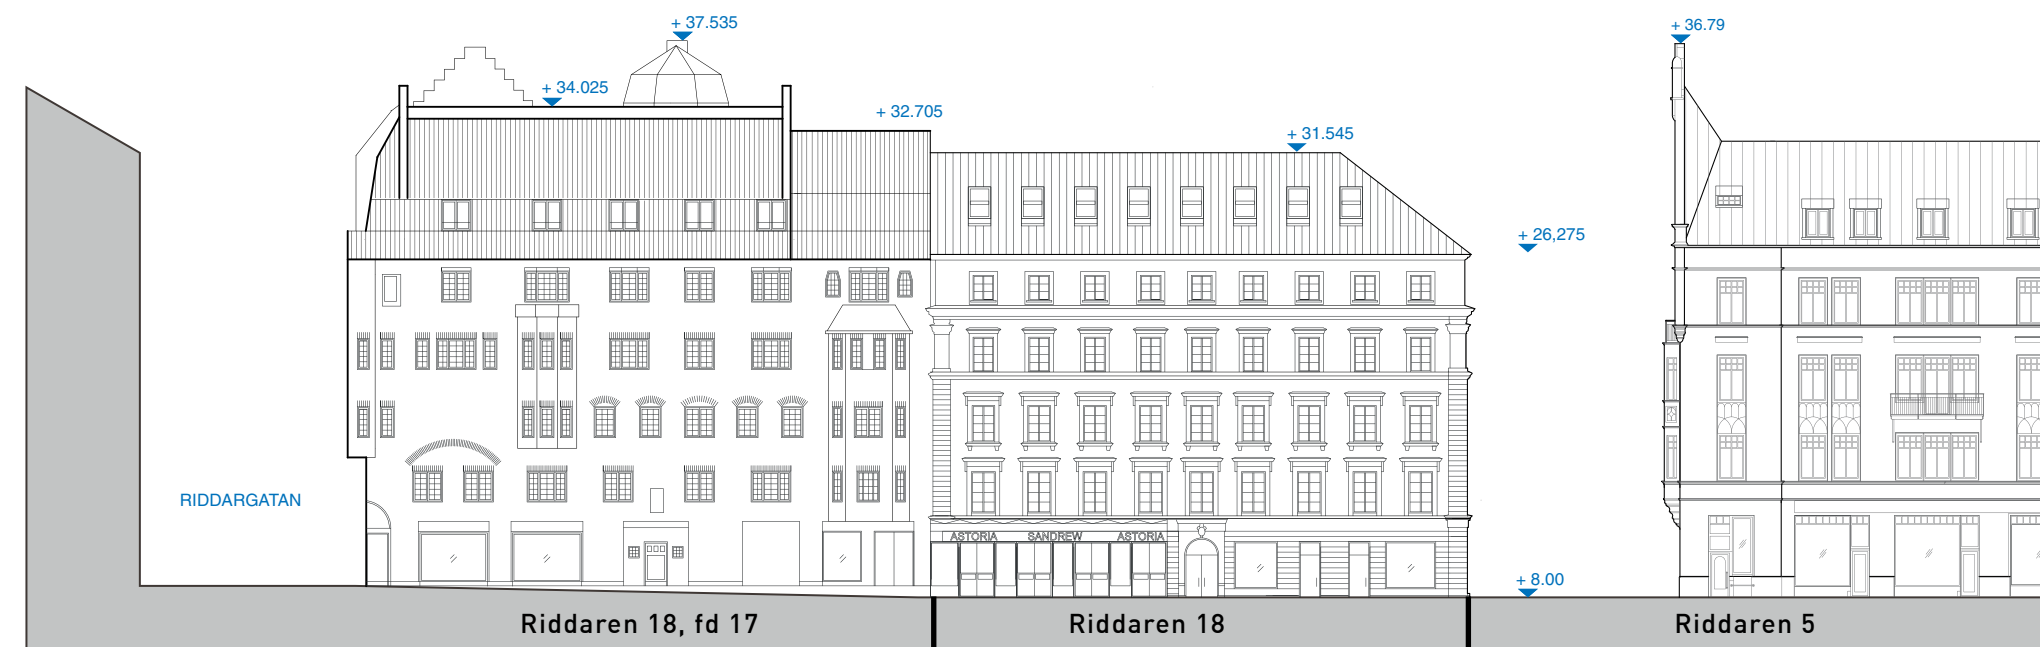 + 37.535
+ 36.79
+ 34.025
+ 32.705
+ 31.545
+ 26,275
RIDDARGATAN
ASTORIA SANDREW ASTORIA
+ 8.00
Riddaren 18, fd 17
Riddaren 18
Riddaren 5